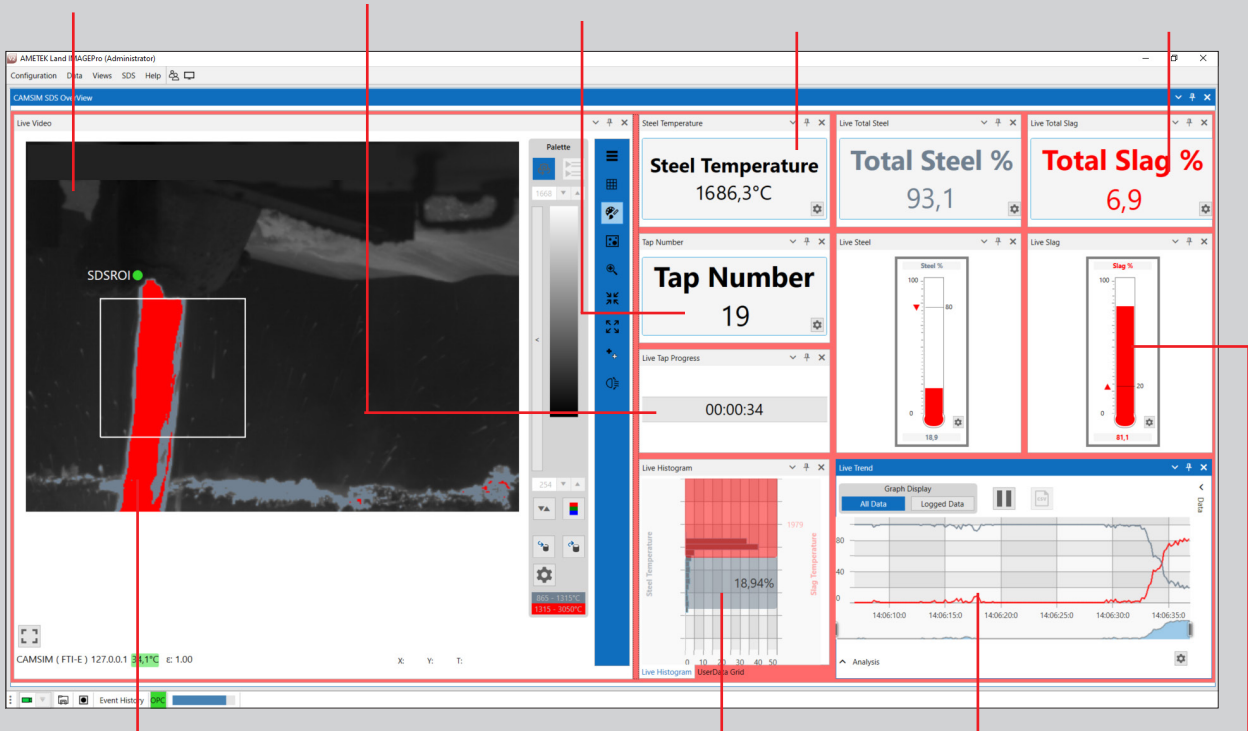 AMETEK Land IMAGEPro (Administrator)
Configuration Data Views SDS Help
CAMSIM SDS OverView
Live Video
Palette
1668
SDSROI
254
865 - 1315°C
1315 - 3050°C
CAMSIM ( FTI-E ) 127.0.0.1 34,1°C ε: 1.00 X: Y: T:
Steel Temperature
Steel Temperature
1686,3°C
Live Total Steel
Total Steel %
93,1
Live Total Slag
Total Slag %
6,9
Tap Number
Tap Number
19
Live Steel
Steel %
100
80
0
18,9
Live Slag
Slag %
100
20
0
81,1
Live Tap Progress
00:00:34
Live Histogram
Steel Temperature
1979
18,94%
Slag Temperature
0 10 20 30 40 50
Live Histogram UserData Grid
Live Trend
Graph Display
All Data Logged Data
Data
80
40
0
14:06:10:0 14:06:15:0 14:06:20:0 14:06:25:0 14:06:30:0 14:06:35:0
Analysis
Event History OPC